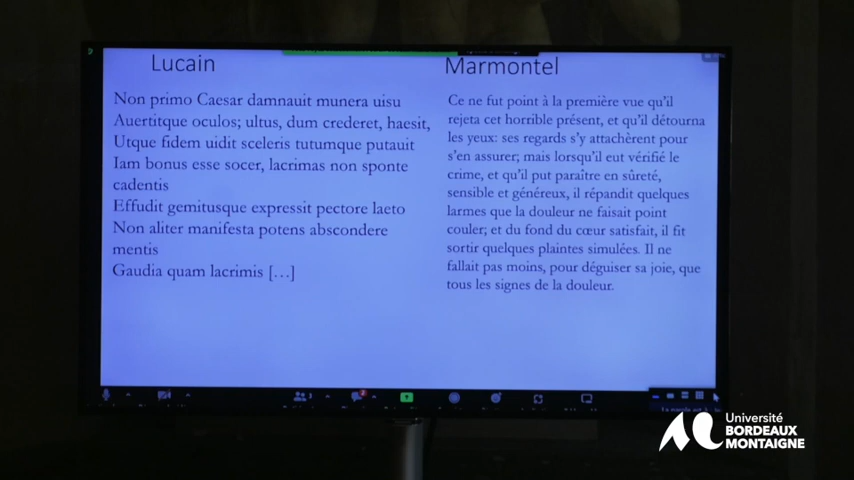 Lucain
Non primo Caesar damnauit munera uisu
Auertitque oculos; ultus, dum crederet, haesit,
Utque fidem uidit sceleris tutumque putauit
Iam bonus esse socer, lacrimas non sponte
cadentis
Effudit gemitusque expressit pectore laeto
Non aliter manifesta potens abscondere
mentis
Gaudia quam lacrimis […]
Marmontel
Ce ne fut point à la première vue qu’il
rejeta cet horrible présent, et qu’il détourna
les yeux: ses regards s’y attachèrent pour
s’en assurer; mais lorsqu’il eut vérifié le
crime, et qu’il put paraître en sûreté,
sensible et généreux, il répandit quelques
larmes que la douleur ne faisait point
couler; et du fond du cœur satisfait, il fit
sortir quelques plaintes simulées. Il ne
fallait pas moins, pour déguiser sa joie, que
tous les signes de la douleur.
Université
BORDEAUX
MONTAIGNE